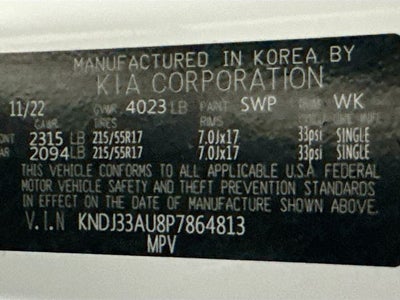 MANUFACTURED IN KOREA BY
KIA CORPORATION
11/22 GVWR 4023 LB PAINT SWP TRIM WK
GAWR TIRES RIMS COLD TIRE INFL
2315 LB 215/55R17 7.0Jx17 33psi SINGLE
2094 LB 215/55R17 7.0Jx17 33psi SINGLE
THIS VEHICLE CONFORMS TO ALL APPLICABLE U.S.A. FEDERAL
MOTOR VEHICLE SAFETY AND THEFT PREVENTION STANDARDS
IN EFFECT ON THE DATE OF MANUFACTURE SHOWN ABOVE.
V.I.N KNDJ33AU8P7864813
MPV